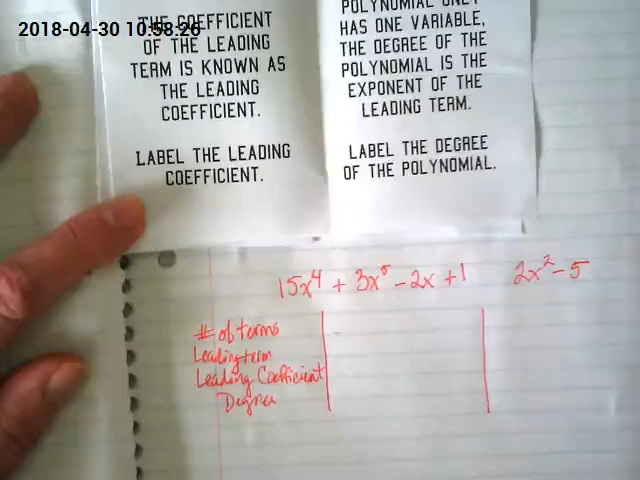 2018-04-30 10:58:26
THE COEFFICIENT
OF THE LEADING
TERM IS KNOWN AS
THE LEADING
COEFFICIENT.
LABEL THE LEADING
COEFFICIENT.
POLYNOMIAL ONLY
HAS ONE VARIABLE,
THE DEGREE OF THE
POLYNOMIAL IS THE
EXPONENT OF THE
LEADING TERM.
LABEL THE DEGREE
OF THE POLYNOMIAL.
15x⁴ + 3x⁵ - 2x + 1 2x² - 5
# of terms
Leading term
Leading Coefficient
Degree